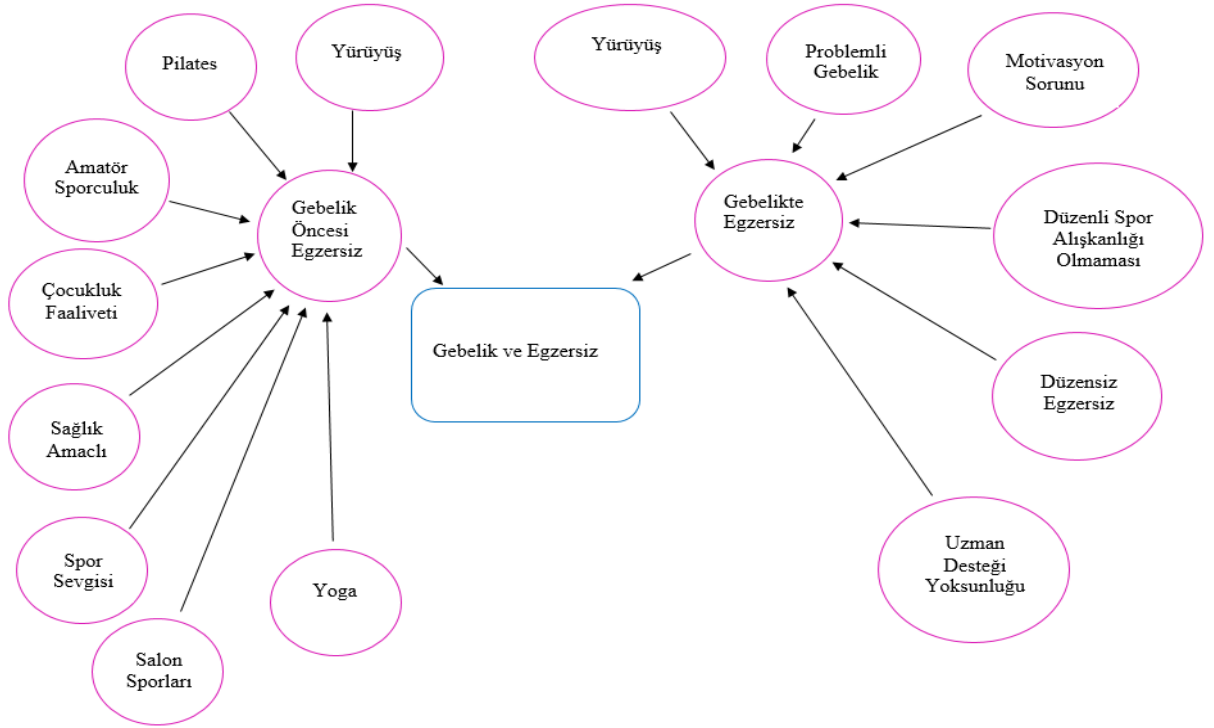 Pilates
Yürüyüş
Yürüyüş
Problemli
Gebelik
Motivasyon
Sorunu
Amatör
Sporculuk
Gebelik
Öncesi
Egzersiz
Gebelikte
Egzersiz
Düzenli Spor
Alışkanlığı
Olmaması
Çocukluk
Faaliveti
Gebelik ve Egzersiz
Düzensiz
Egzersiz
Sağlık
Amaclı
Spor
Sevgisi
Yoga
Uzman
Desteği
Yoksunluğu
Salon
Sporları